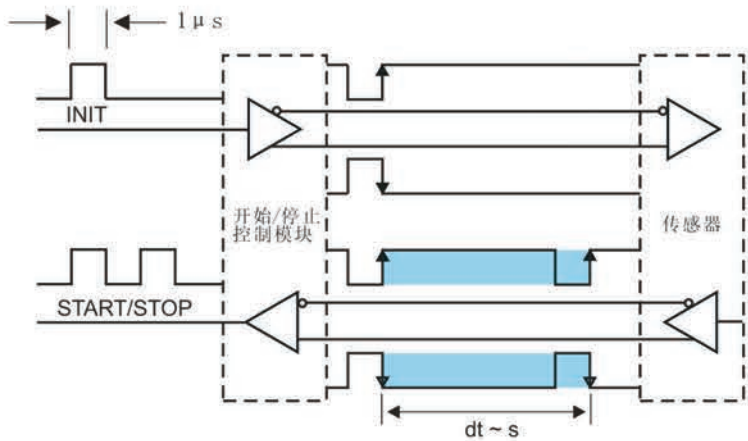 1μs
INIT
开始/停止
控制模块
传感器
START/STOP
dt ~ s